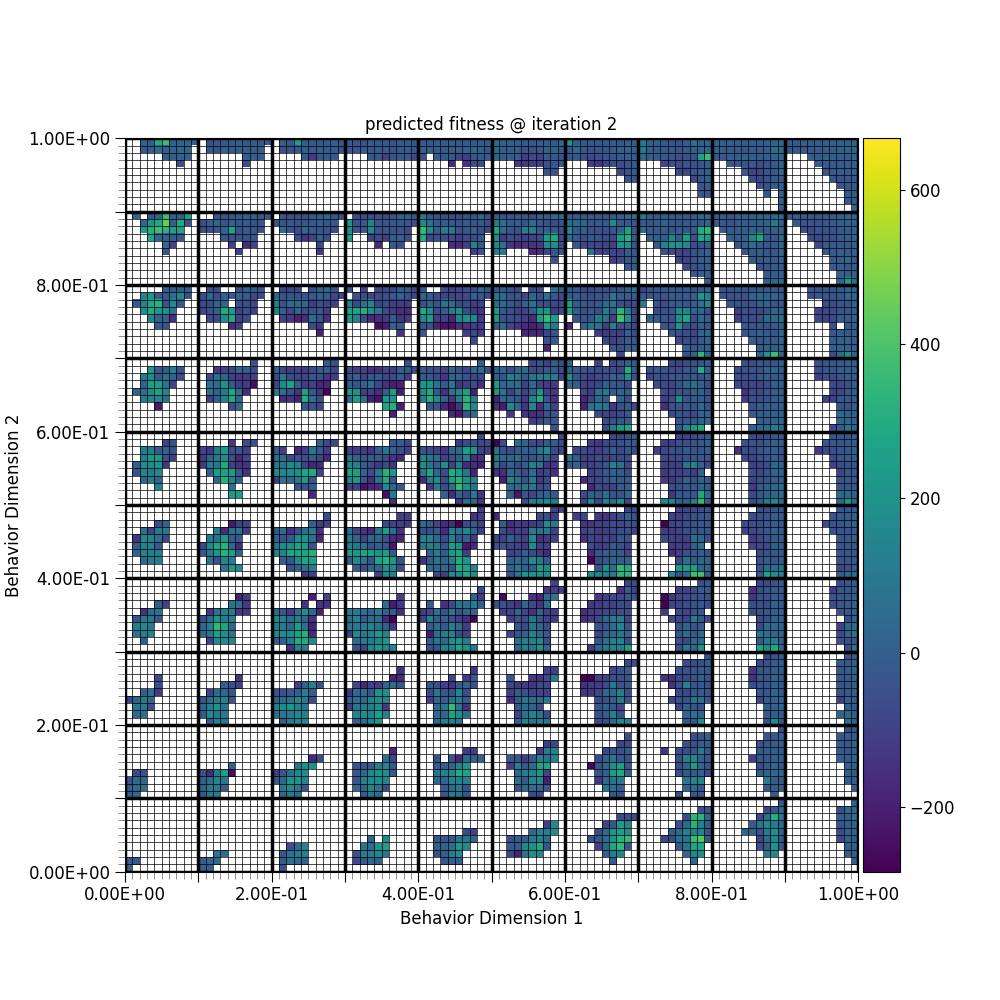 predicted fitness @ iteration 2
1.00E+00
8.00E-01
6.00E-01
4.00E-01
2.00E-01
0.00E+00
Behavior Dimension 2
0.00E+00 2.00E-01 4.00E-01 6.00E-01 8.00E-01 1.00E+00
Behavior Dimension 1
600
400
200
0
−200